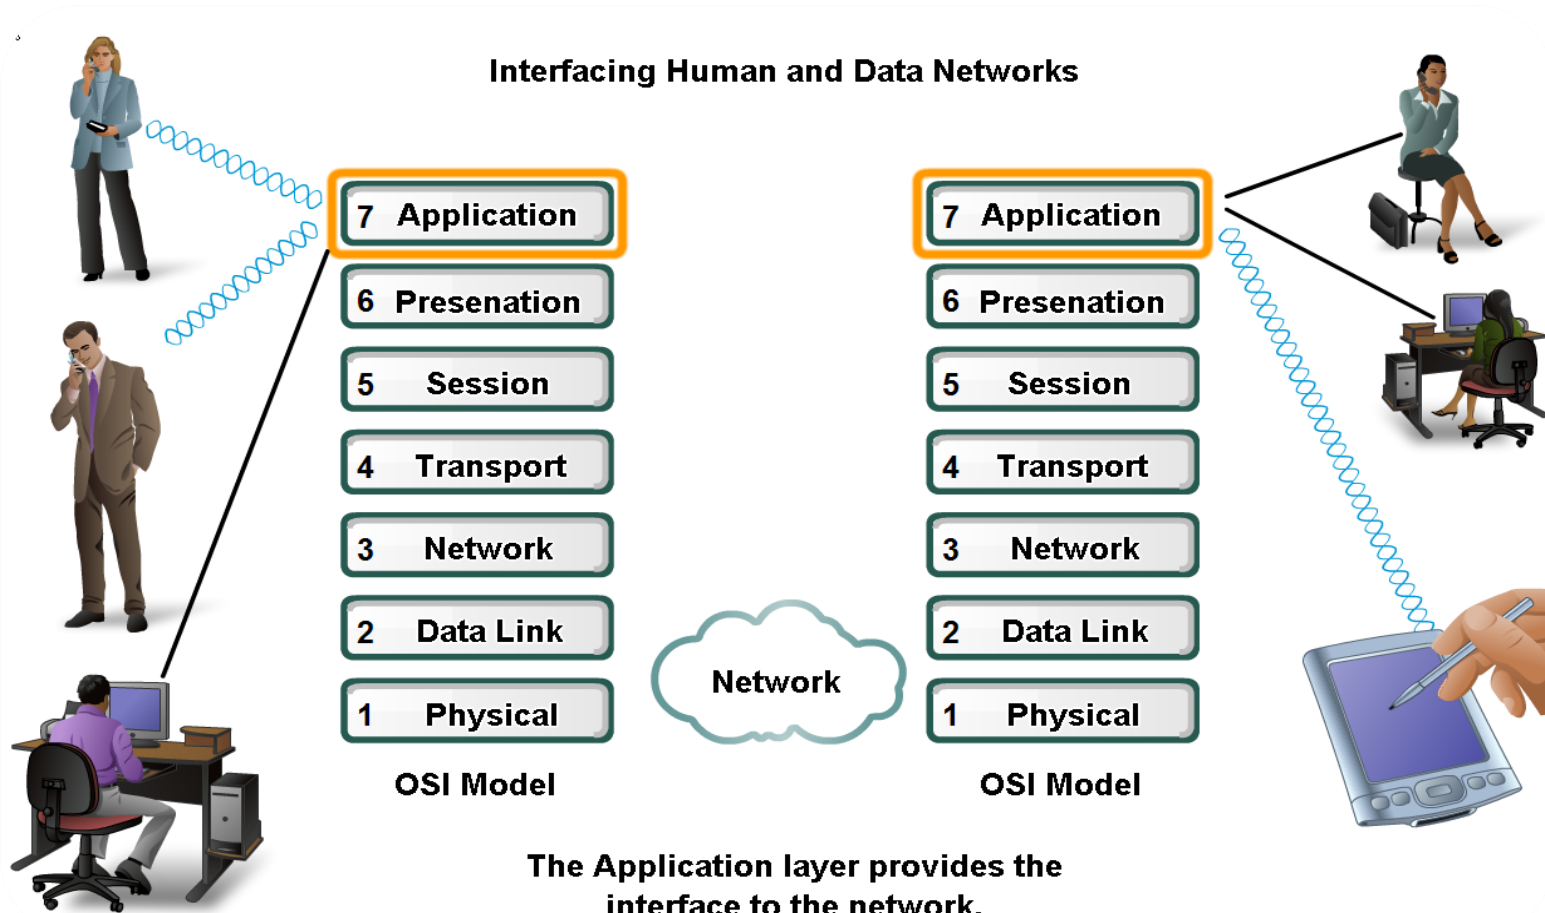 Interfacing Human and Data Networks
7 Application
6 Presenation
5 Session
4 Transport
3 Network
2 Data Link
1 Physical
OSI Model
Network
7 Application
6 Presenation
5 Session
4 Transport
3 Network
2 Data Link
1 Physical
OSI Model
The Application layer provides the
interface to the network.